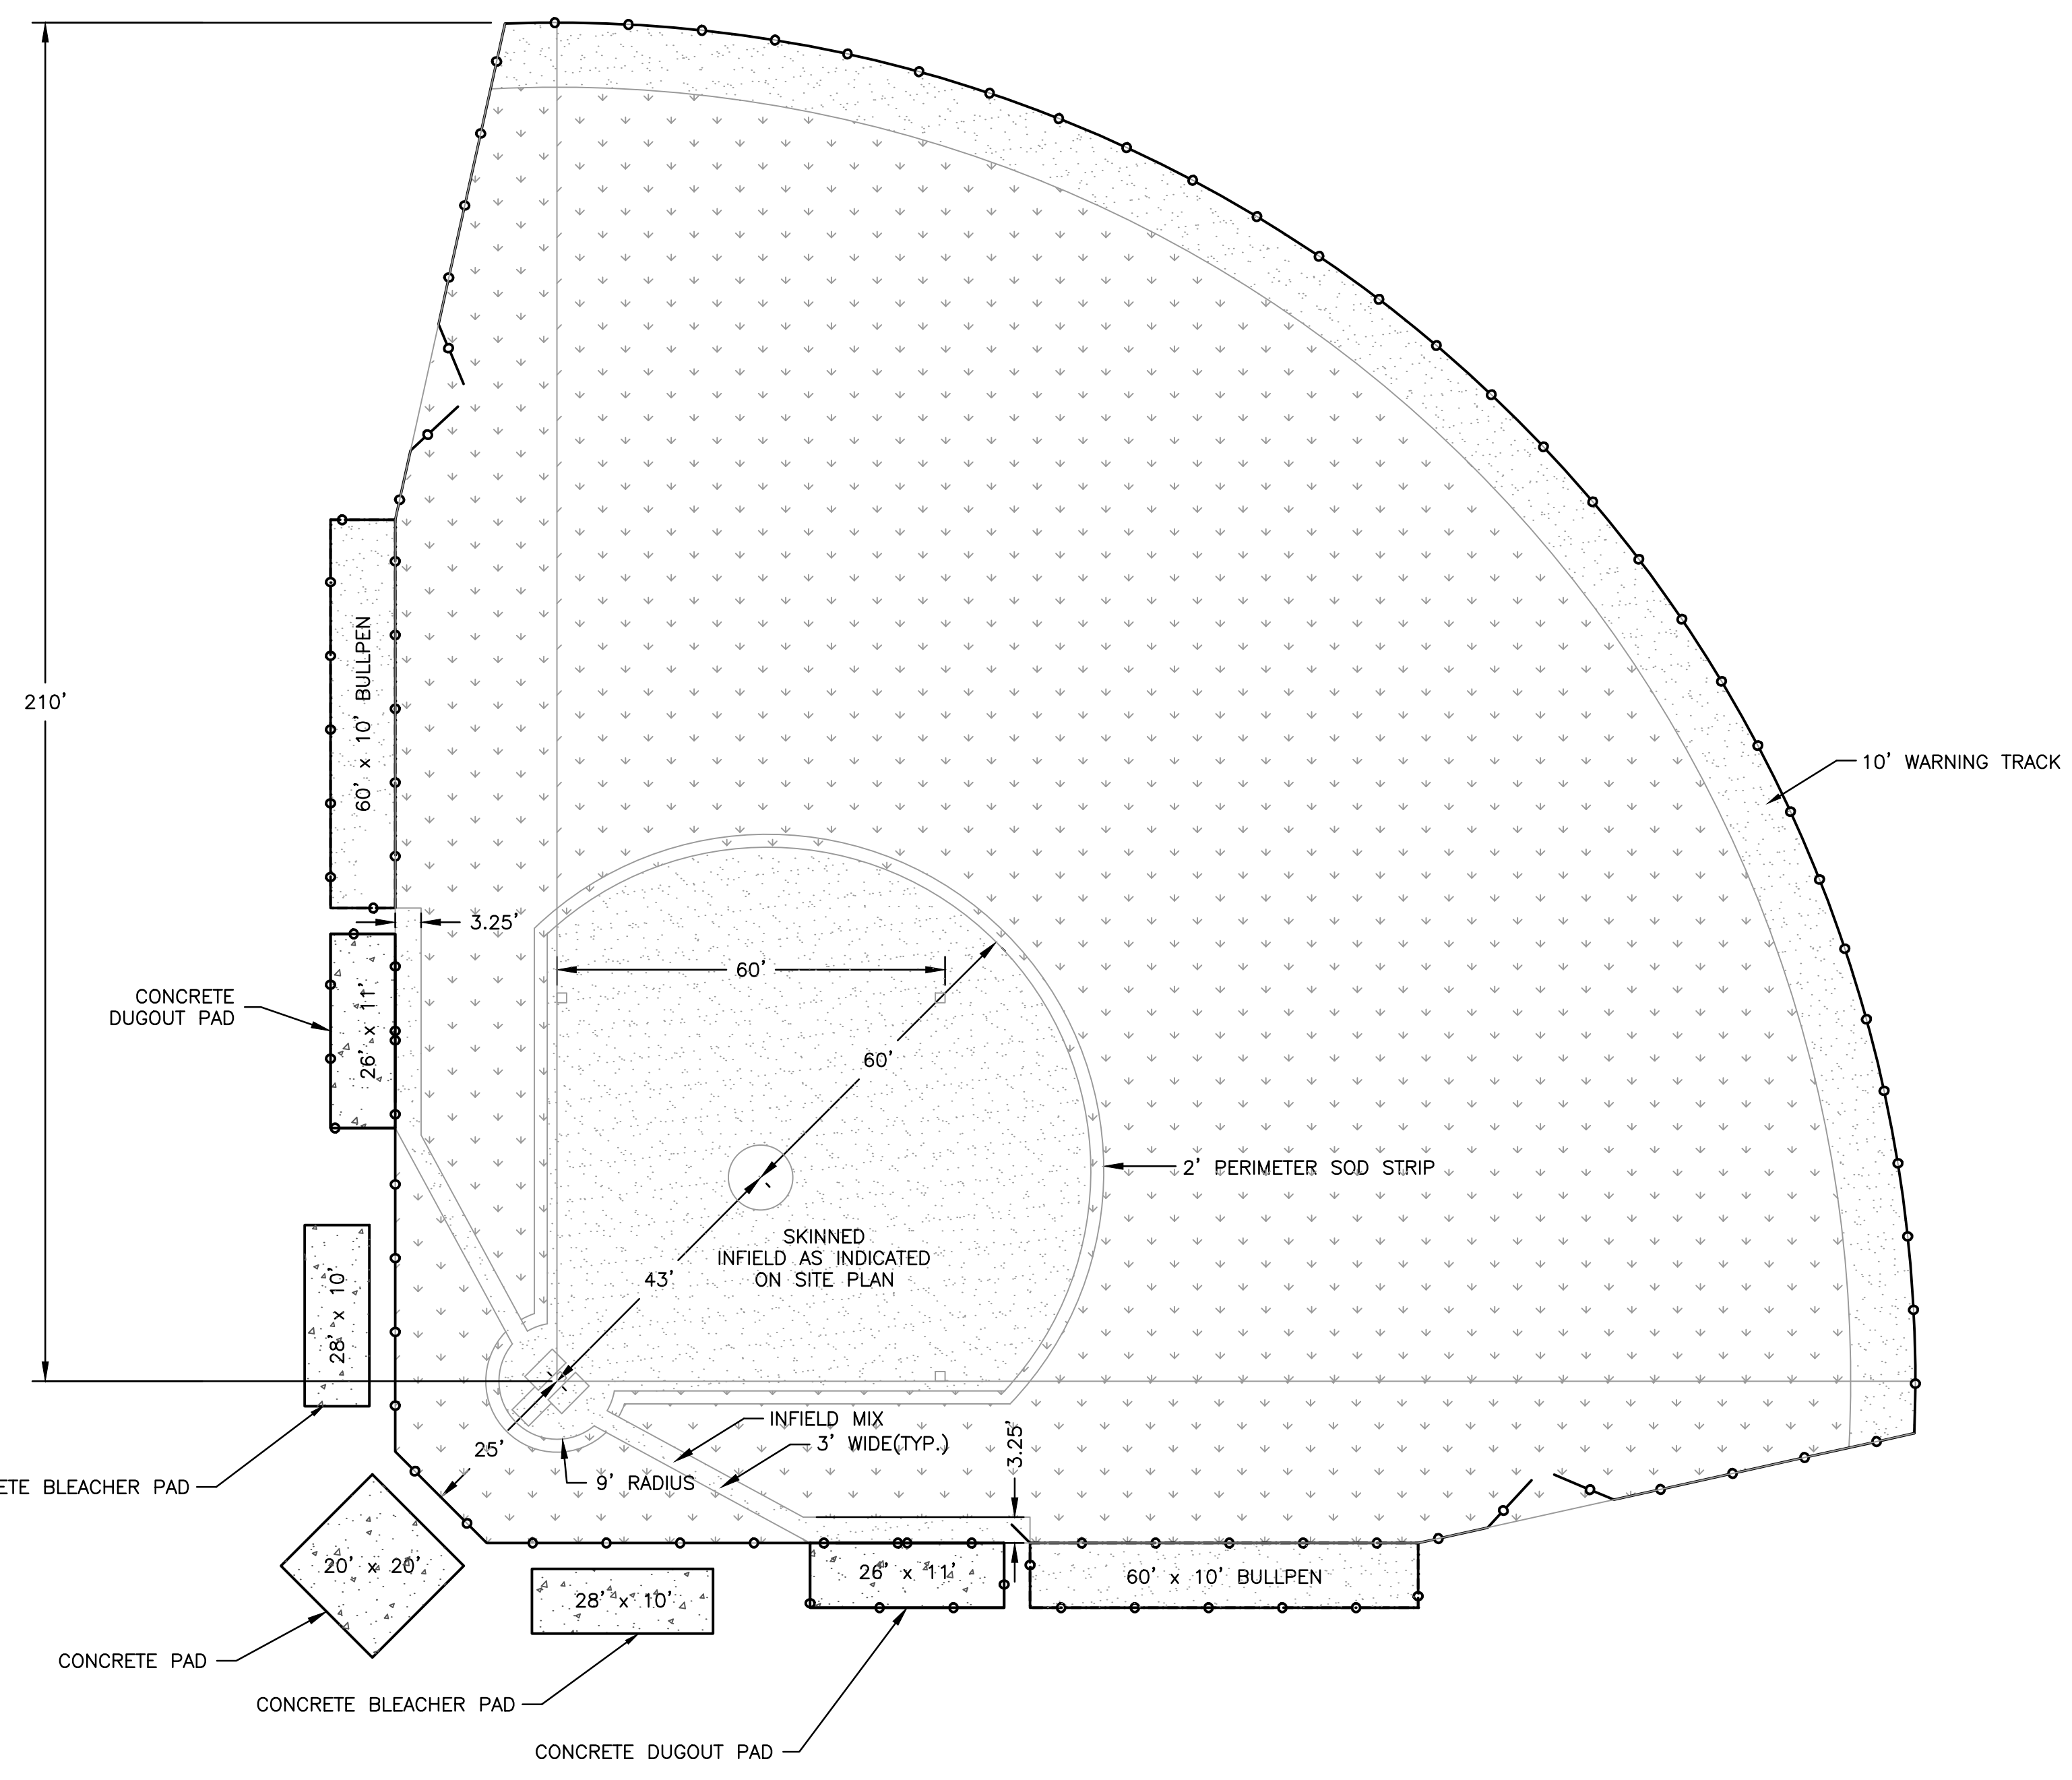 210'
60' x 10' BULLPEN
10' WARNING TRACK
3.25'
60'
CONCRETE
DUGOUT PAD
26' x 11'
60'
2' PERIMETER SOD STRIP
SKINNED
INFIELD AS INDICATED
ON SITE PLAN
43'
28' x 10'
INFIELD MIX
3' WIDE(TYP.)
3.25'
25'
9' RADIUS
ETE BLEACHER PAD
20' x 20'
26' x 11'
60' x 10' BULLPEN
28' x 10'
CONCRETE PAD
CONCRETE BLEACHER PAD
CONCRETE DUGOUT PAD